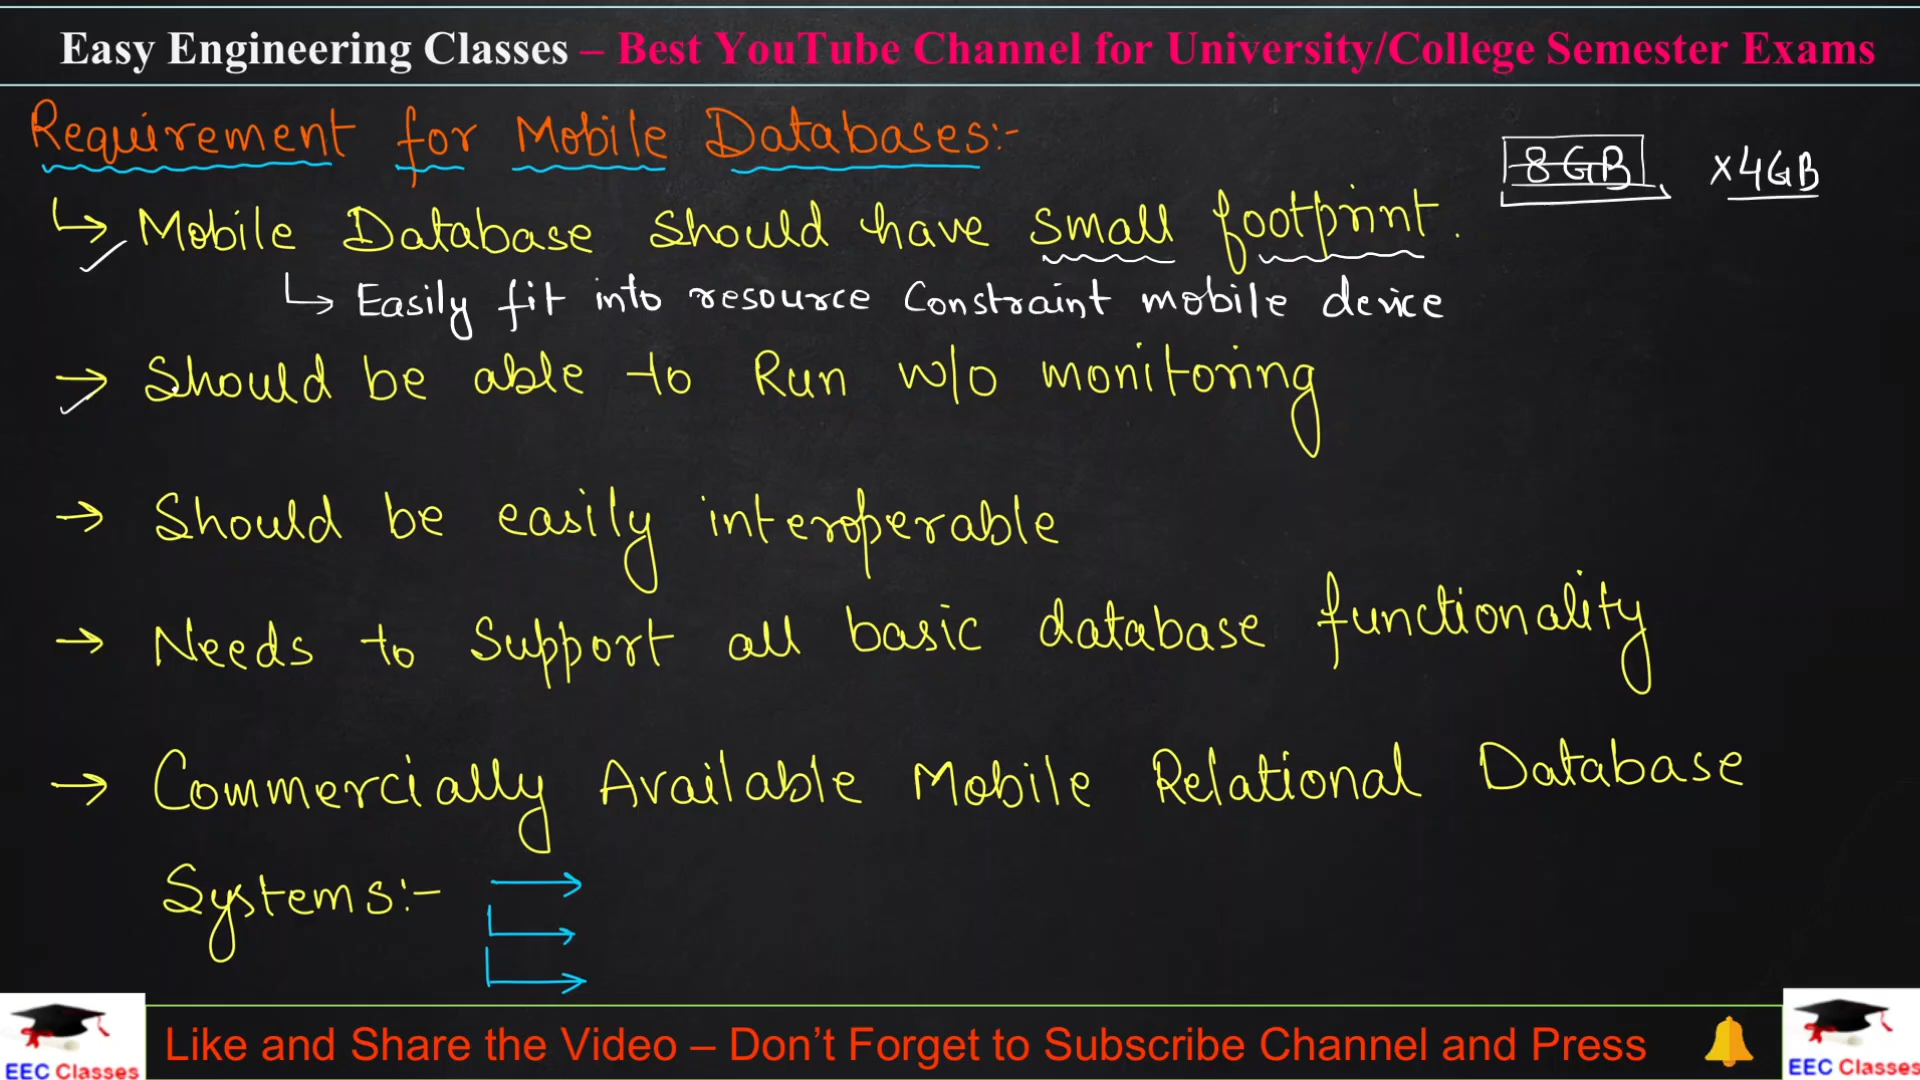 Easy Engineering Classes – Best YouTube Channel for University/College Semester Exams
Requirement for Mobile Databases:-
8GB x4GB
↳ Mobile Database should have small footprint.
↳ Easily fit into resource Constraint mobile device
→ Should be able to Run w/o monitoring
→ Should be easily interoperable
→ Needs to Support all basic database functionality
→ Commercially Available Mobile Relational Database
Systems:-
Like and Share the Video – Don’t Forget to Subscribe Channel and Press
EEC Classes
EEC Classes